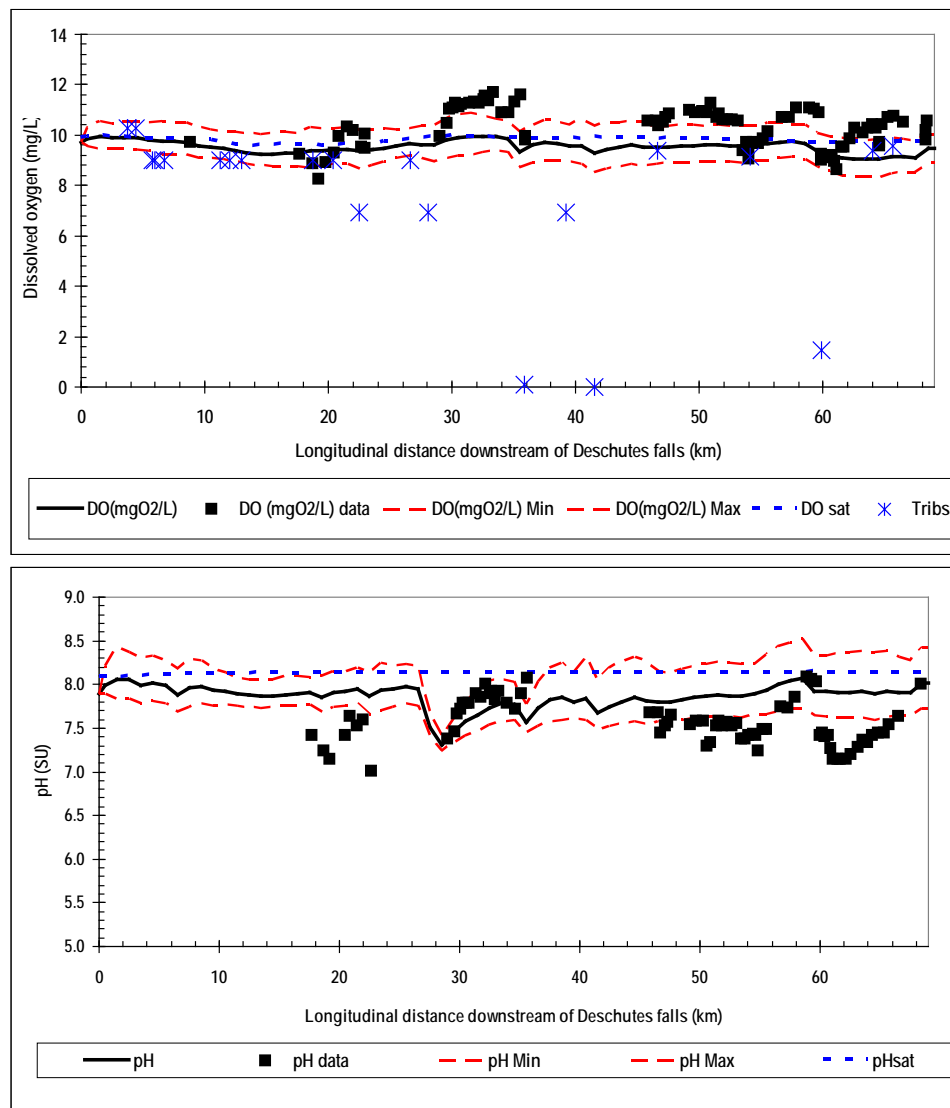 14
12
10
8
6
4
2
0
Dissolved oxygen (mg/L)
0 10 20 30 40 50 60
Longitudinal distance downstream of Deschutes falls (km)
DO(mgO2/L) DO (mgO2/L) data DO(mgO2/L) Min DO(mgO2/L) Max DO sat Tribs
9.0
8.5
8.0
7.5
7.0
6.5
6.0
5.5
5.0
pH (SU)
0 10 20 30 40 50 60
Longitudinal distance downstream of Deschutes falls (km)
pH pH data pH Min pH Max pHsat